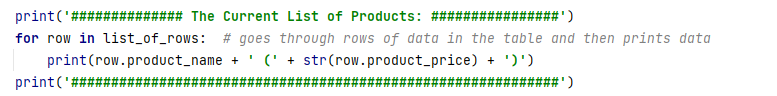 print('############## The Current List of Products: ################')
for row in list_of_rows:  # goes through rows of data in the table and then prints data
    print(row.product_name + ' (' + str(row.product_price) + ')')
print('#############################################################')